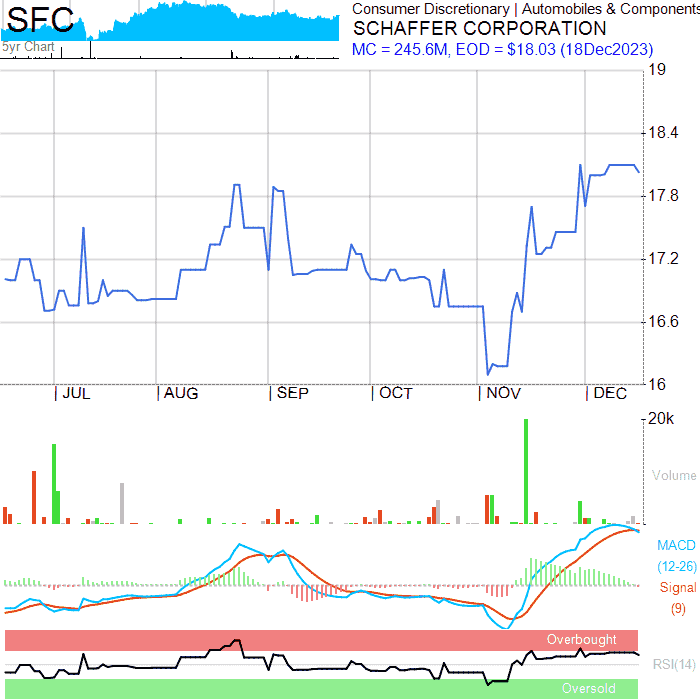 SFC
5yr Chart
Consumer Discretionary | Automobiles & Components
SCHAFFER CORPORATION
MC = 245.6M, EOD = $18.03 (18Dec2023)
19
18.4
17.8
17.2
16.6
16
| JUL | AUG | SEP | OCT | NOV | DEC
20k
Volume
MACD
(12-26)
Signal
(9)
Overbought
RSI(14)
Oversold